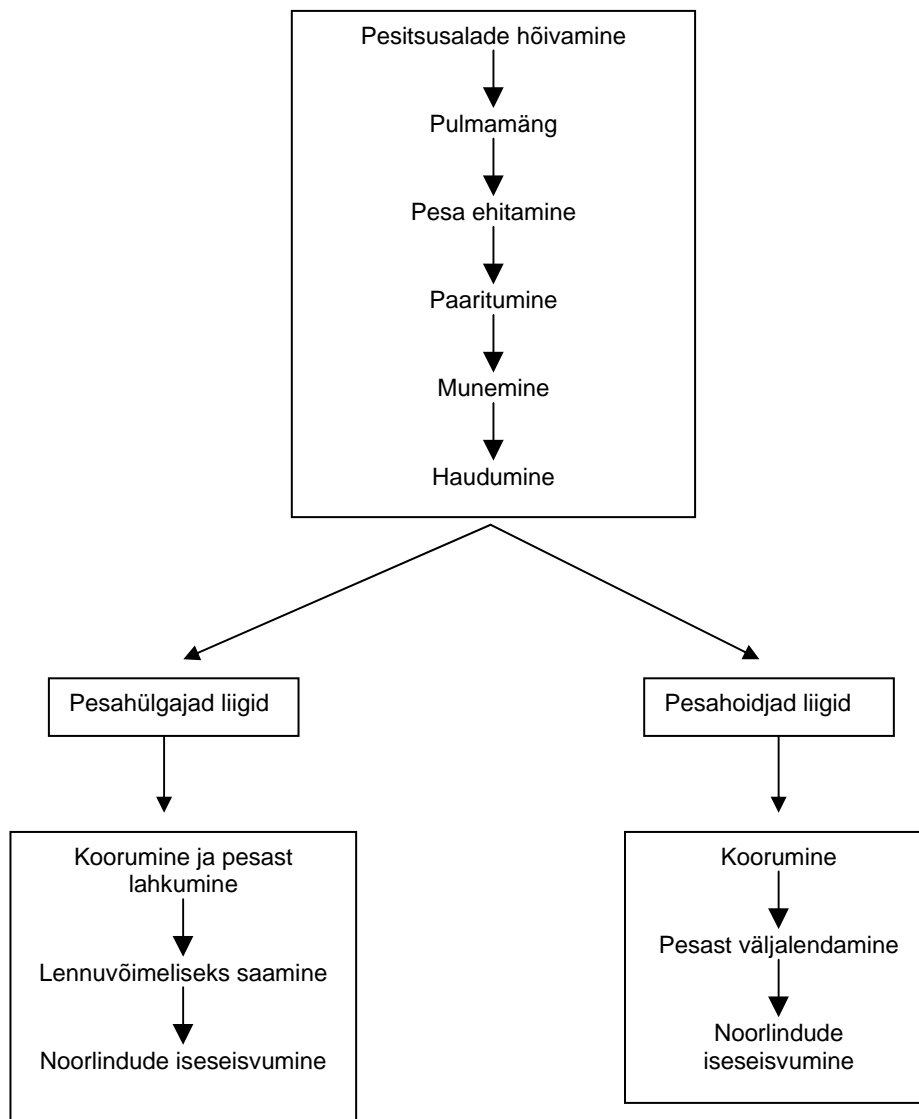 Pesitsusalade hõivamine
Pulmamäng
Pesa ehitamine
Paaritumine
Munemine
Haudumine
Pesahülgajad liigid
Pesahoidjad liigid
Koorumine ja pesast
lahkumine
Lennuvõimeliseks saamine
Noorlindude iseseisvumine
Koorumine
Pesast väljalendamine
Noorlindude
iseseisvumine